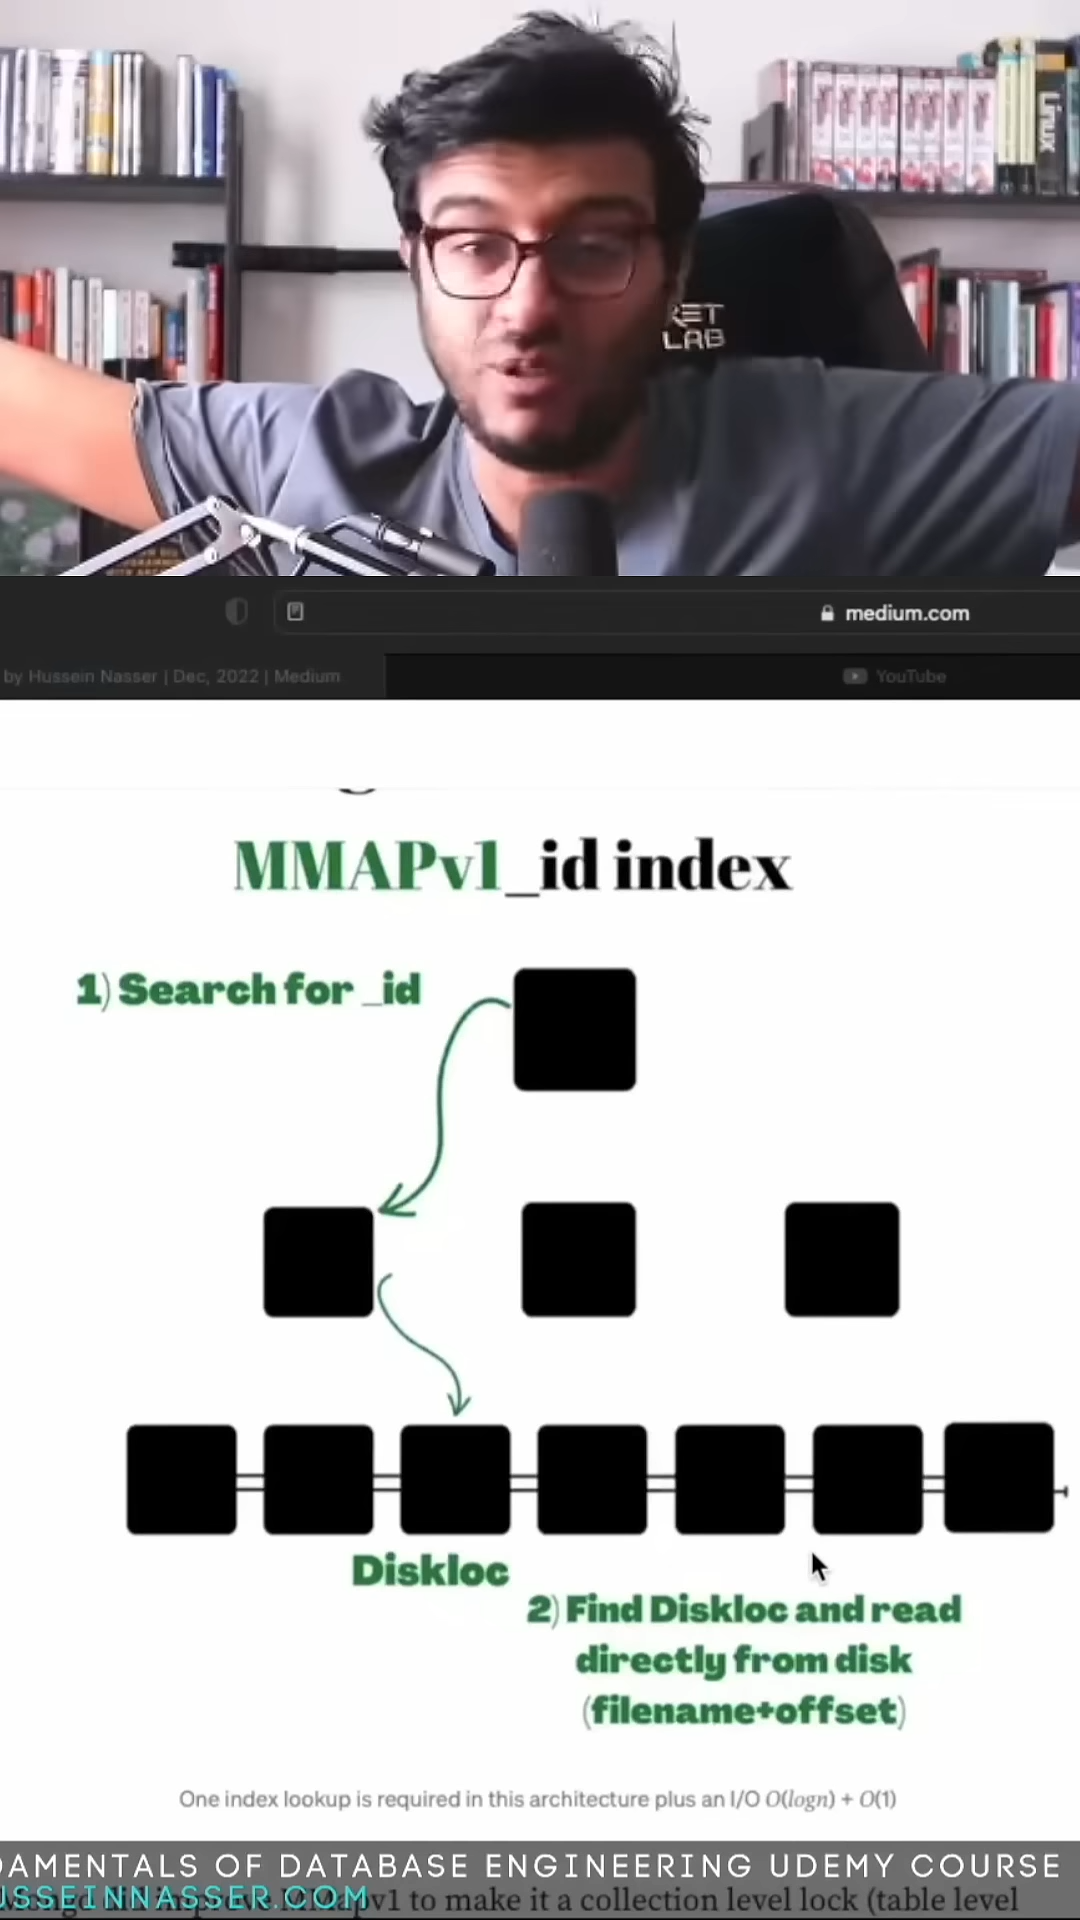 Linux
RET
LAB
medium.com
by Hussein Nasser | Dec, 2022 | Medium
YouTube
MMAPv1_id index
1) Search for _id
Diskloc
2) Find Diskloc and read
directly from disk
(filename+offset)
One index lookup is required in this architecture plus an I/O O(logn) + O(1)
DAMENTALS OF DATABASE ENGINEERING UDEMY COURSE
USSEINNASSER.COM
v1 to make it a collection level lock (table level